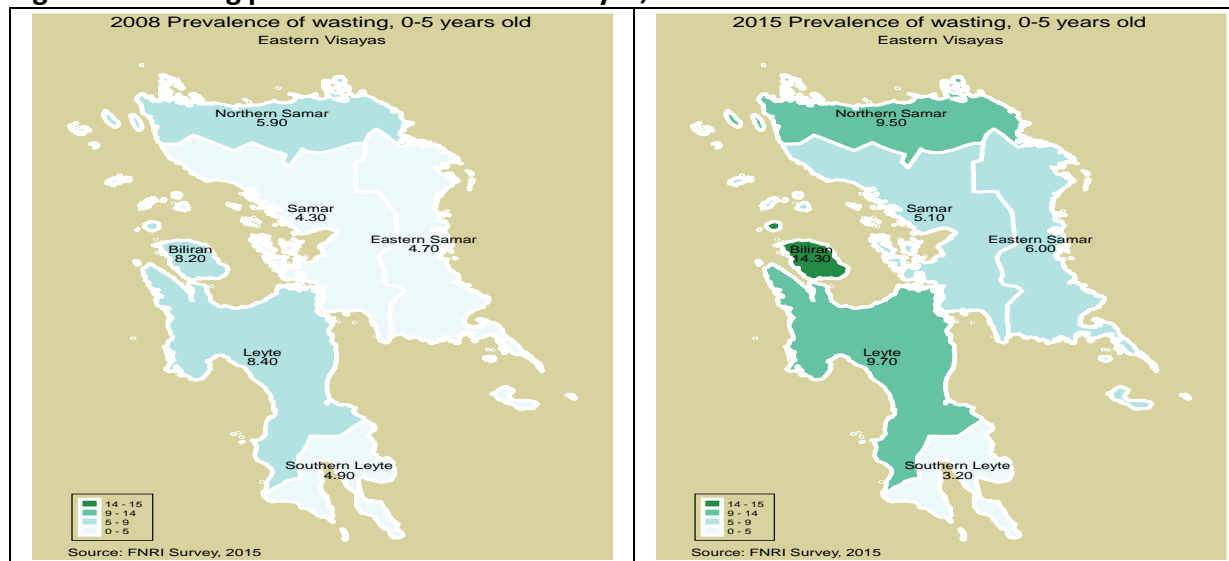 2008 Prevalence of wasting, 0-5 years old
Eastern Visayas
Northern Samar
5.90
Samar
4.30
Eastern Samar
4.70
Biliran
8.20
Leyte
8.40
Southern Leyte
4.90
14 - 15
9 - 14
5 - 9
0 - 5
Source: FNRI Survey, 2015
2015 Prevalence of wasting, 0-5 years old
Eastern Visayas
Northern Samar
9.50
Samar
5.10
Eastern Samar
6.00
Biliran
14.30
Leyte
9.70
Southern Leyte
3.20
14 - 15
9 - 14
5 - 9
0 - 5
Source: FNRI Survey, 2015